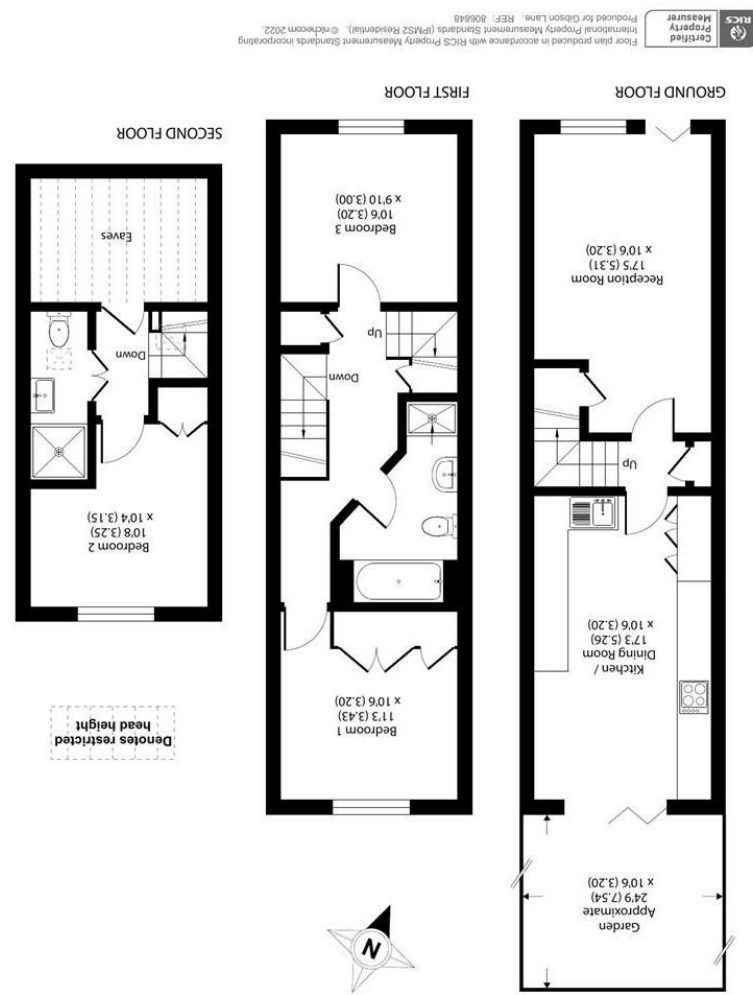 Denotes restricted
head height
N
Garden
Approximate
24'9 (7.54)
x 10'6 (3.20)
Kitchen /
Dining Room
17'3 (5.26)
x 10'6 (3.20)
Up
Reception Room
17'5 (5.31)
x 10'6 (3.20)
GROUND FLOOR
Bedroom 1
11'3 (3.43)
x 10'6 (3.20)
Down
Up
Bedroom 3
10'6 (3.20)
x 9'10 (3.00)
FIRST FLOOR
Bedroom 2
10'8 (3.25)
x 10'4 (3.15)
Down
Eaves
SECOND FLOOR
RICS
Certified
Property
Measurer
Floor plan produced in accordance with RICS Property Measurement Standards incorporating
International Property Measurement Standards (IPMS2 Residential). © nichecom 2022.
Produced for Gibson Lane. REF: 806848